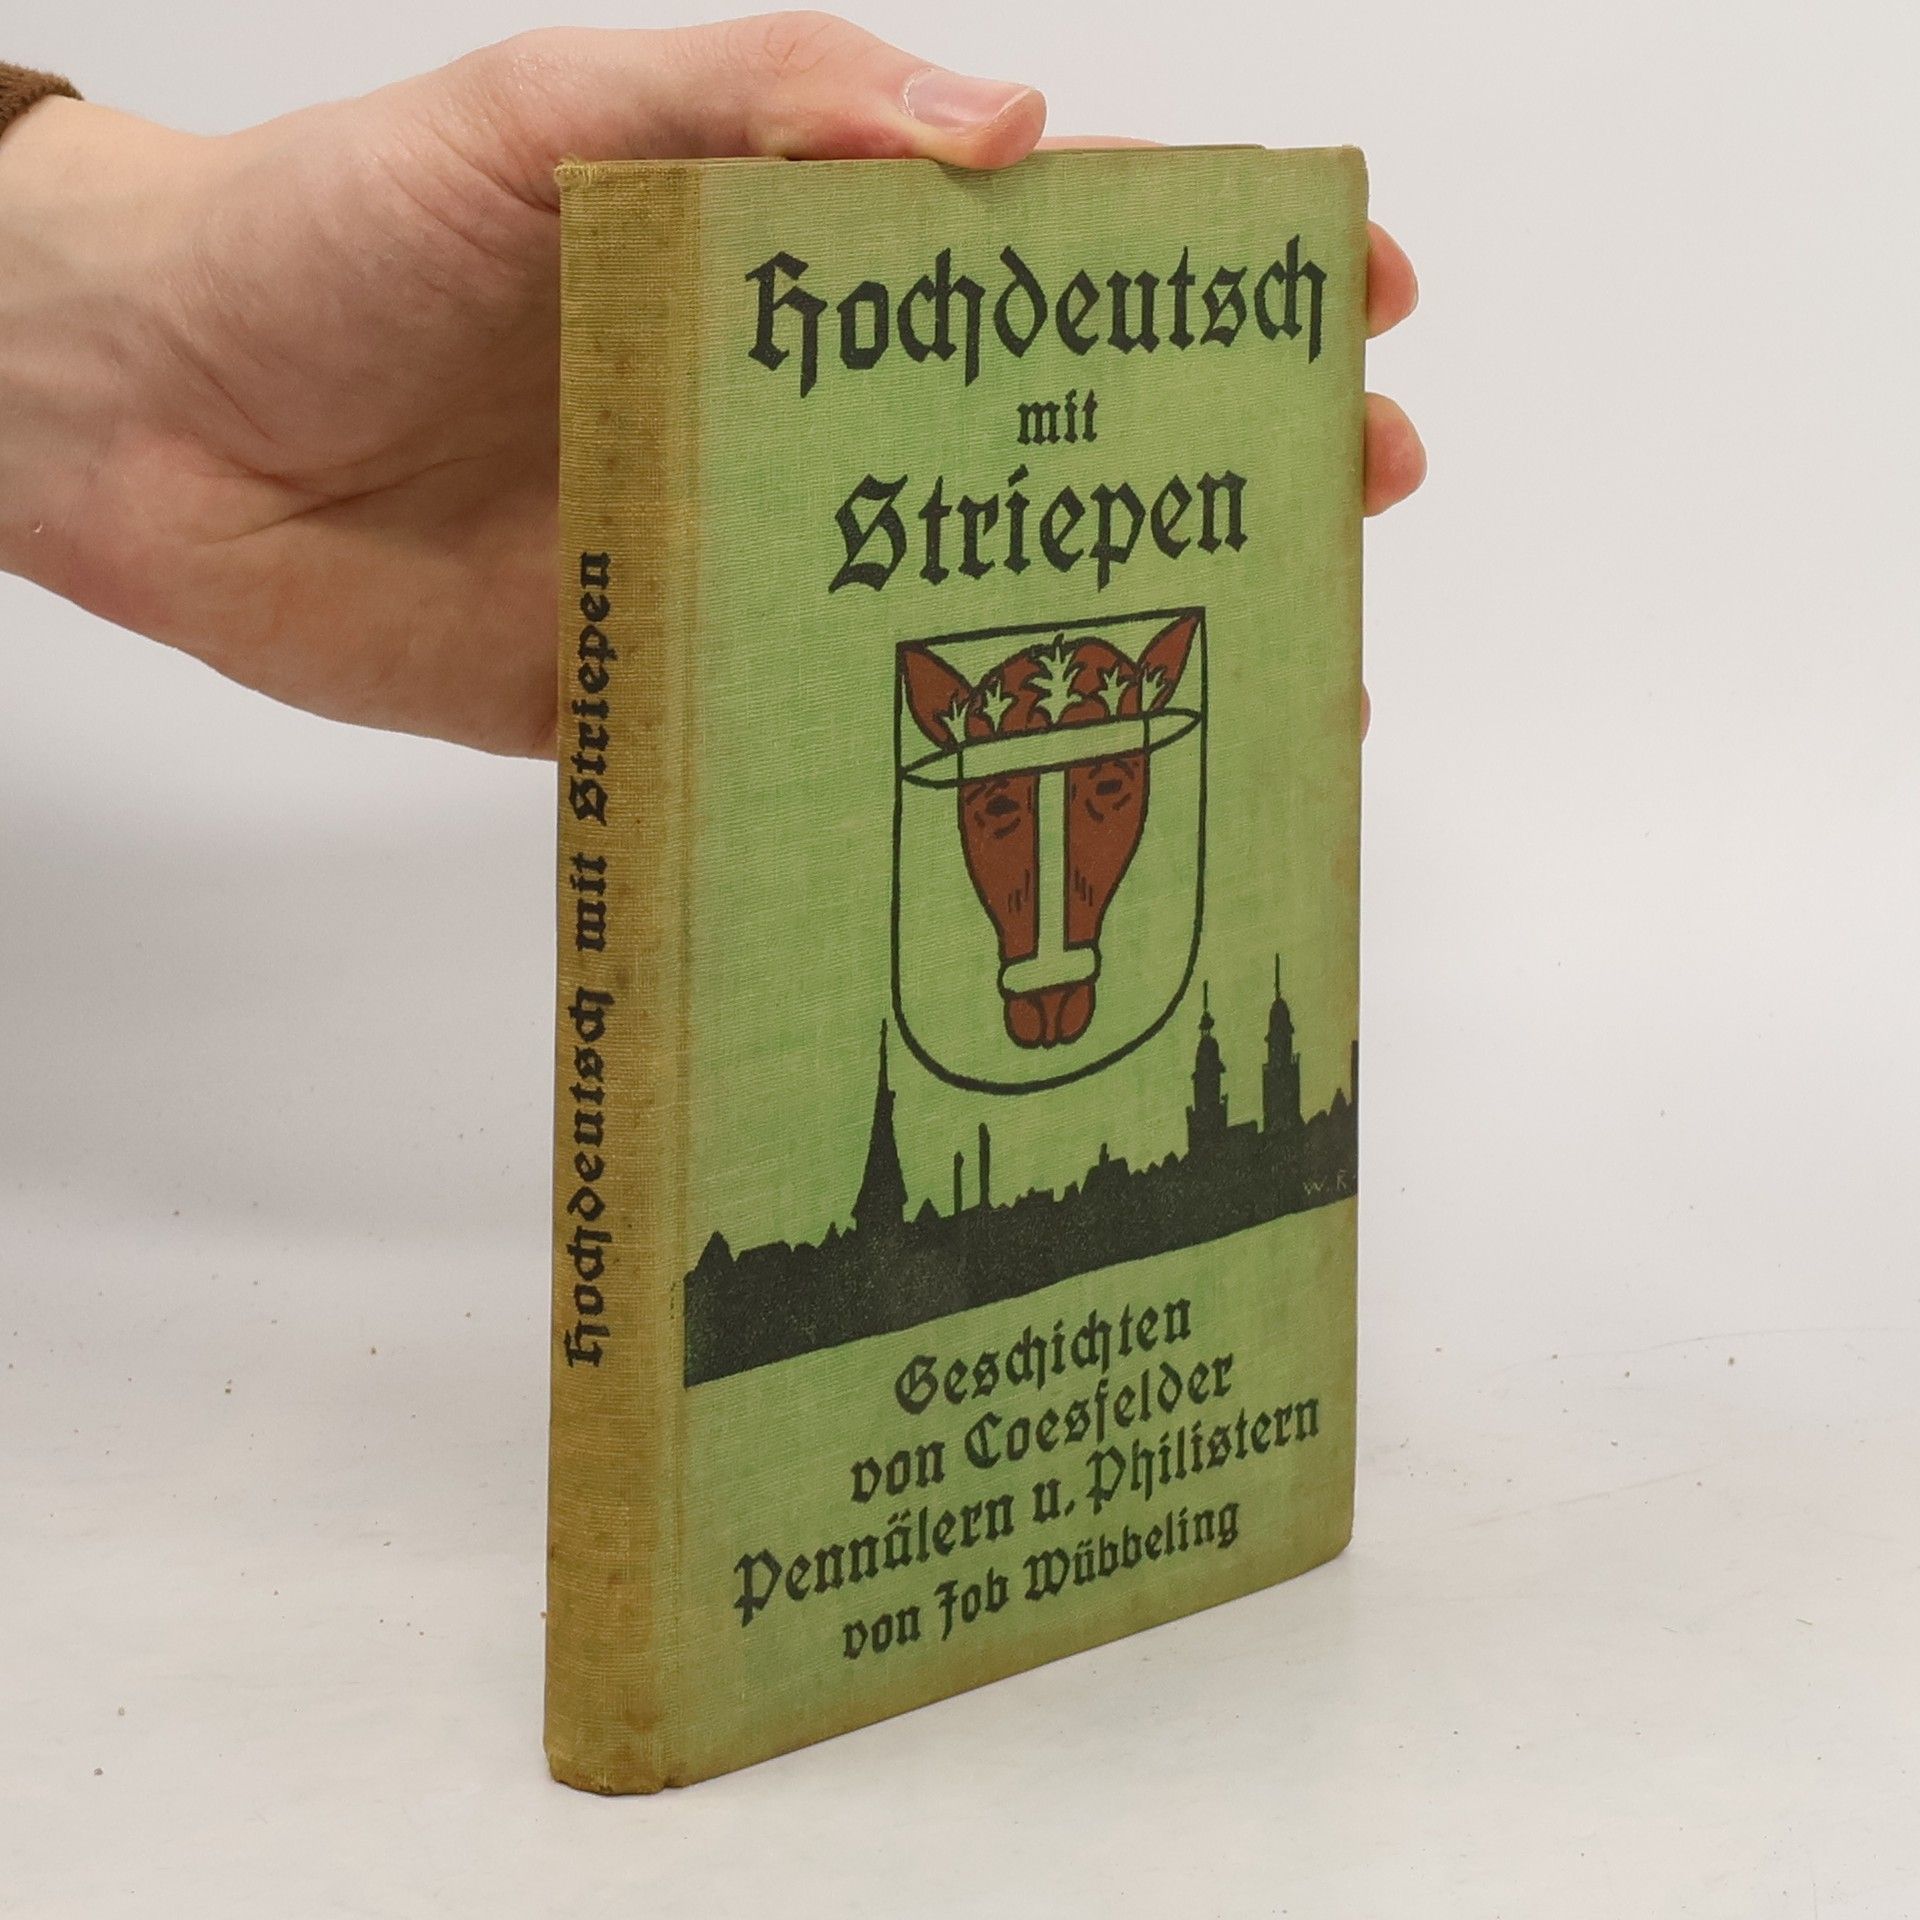 Hochdeutsch mit Striepen
Hochdeutsch
mit
Striepen
W. K.
Geschichten
von Coesfelder
Pennälern u. Philistern
von Job Wübbeling